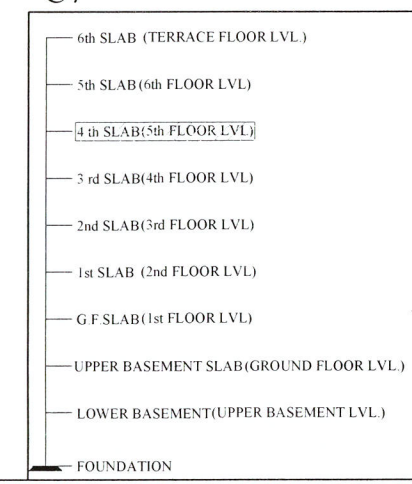 6th SLAB (TERRACE FLOOR LVL.)
5th SLAB(6th FLOOR LVL)
4 th SLAB(5th FLOOR LVL)
3 rd SLAB(4th FLOOR LVL)
2nd SLAB(3rd FLOOR LVL)
1st SLAB (2nd FLOOR LVL)
G F.SLAB(1st FLOOR LVL)
UPPER BASEMENT SLAB(GROUND FLOOR LVL.)
LOWER BASEMENT(UPPER BASEMENT LVL.)
FOUNDATION